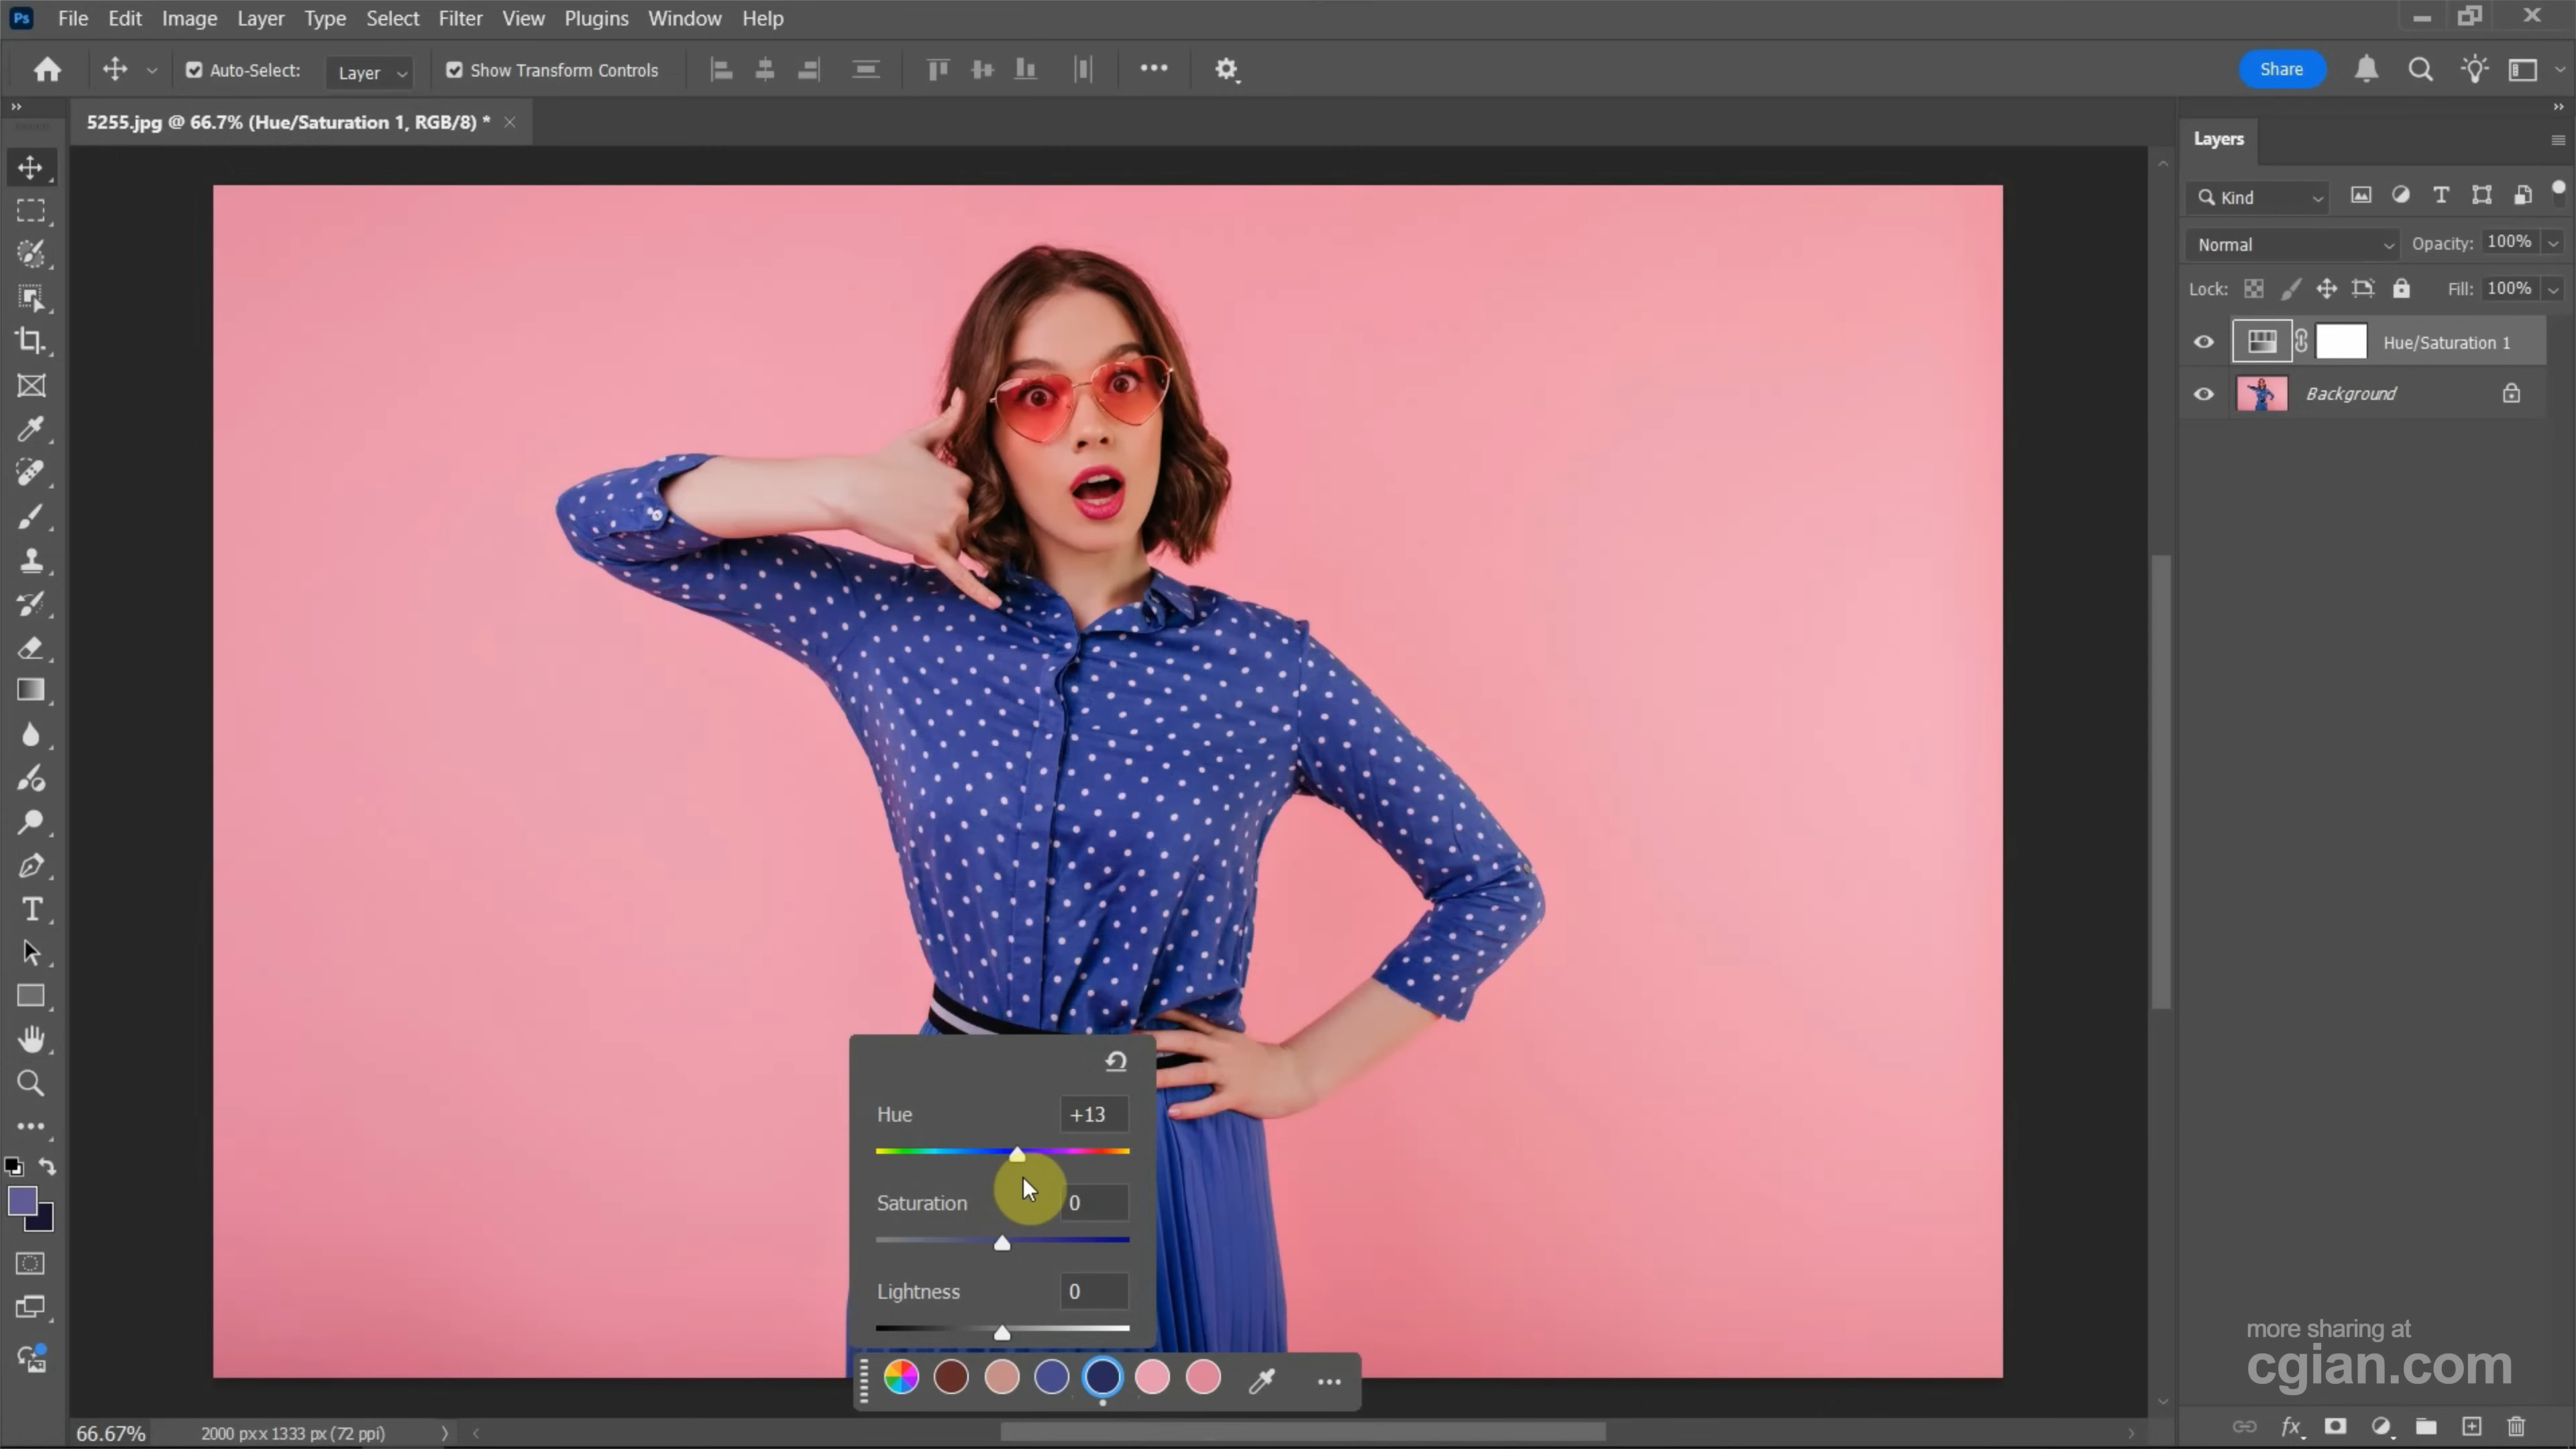 Ps File Edit Image Layer Type Select Filter View Plugins Window Help
Auto-Select: Layer Show Transform Controls Share
5255.jpg @ 66.7% (Hue/Saturation 1, RGB/8) *
Layers
Kind
Normal Opacity: 100%
Lock: Fill: 100%
Hue/Saturation 1
Background
Hue +13
Saturation 0
Lightness 0
more sharing at
cgian.com
66.67% 2000 px x 1333 px (72 ppi)
fx